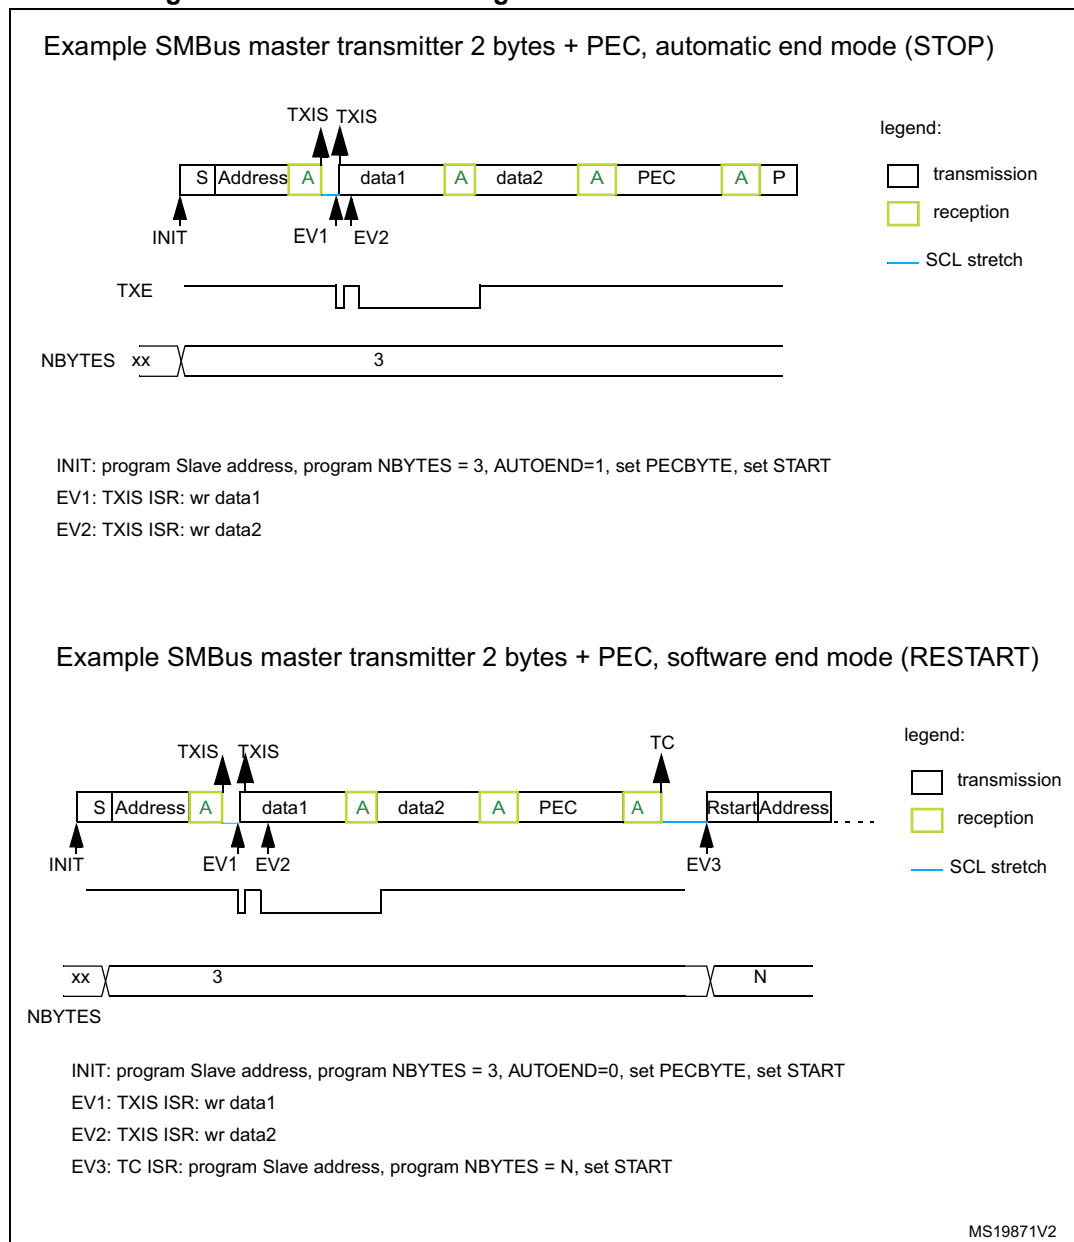 Example SMBus master transmitter 2 bytes + PEC, automatic end mode (STOP)
TXIS TXIS
legend:
S Address A data1 A data2 A PEC A P
transmission
reception
INIT EV1 EV2
SCL stretch
TXE
NBYTES xx 3
INIT: program Slave address, program NBYTES = 3, AUTOEND=1, set PECBYTE, set START
EV1: TXIS ISR: wr data1
EV2: TXIS ISR: wr data2
Example SMBus master transmitter 2 bytes + PEC, software end mode (RESTART)
TXIS TXIS TC
legend:
transmission
S Address A data1 A data2 A PEC A Rstart Address
reception
INIT EV1 EV2 EV3
SCL stretch
xx 3 N
NBYTES
INIT: program Slave address, program NBYTES = 3, AUTOEND=0, set PECBYTE, set START
EV1: TXIS ISR: wr data1
EV2: TXIS ISR: wr data2
EV3: TC ISR: program Slave address, program NBYTES = N, set START
MS19871V2